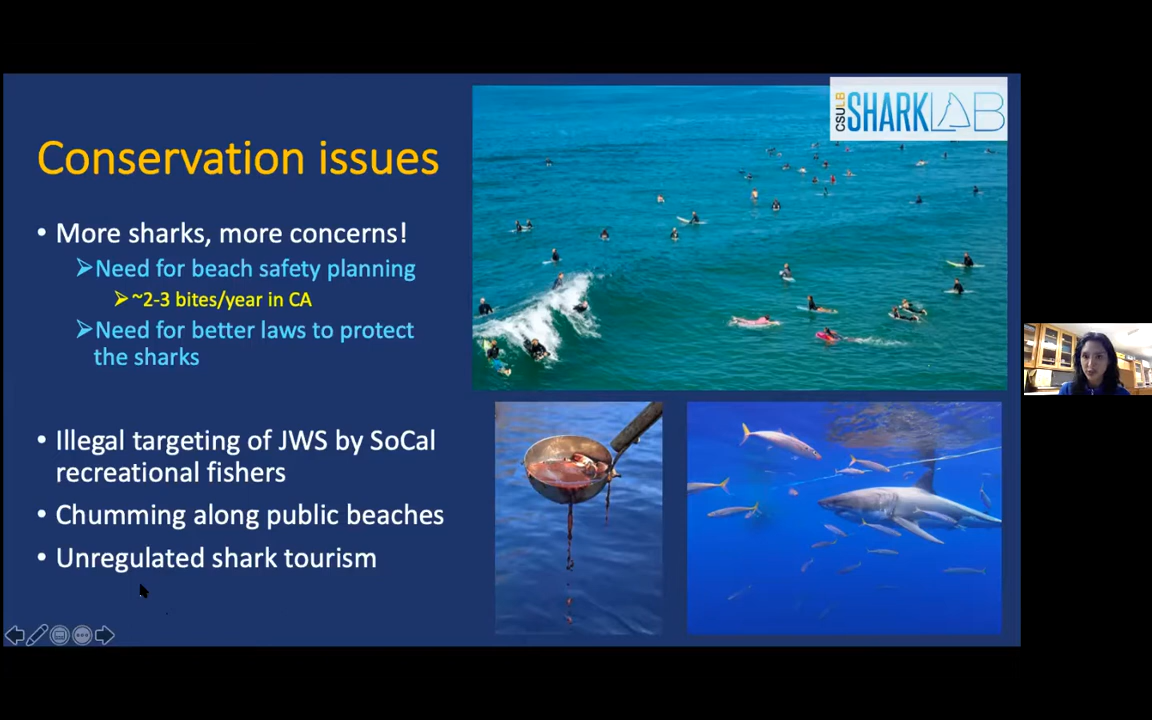 CSULB SHARKLAB
Conservation issues
• More sharks, more concerns!
➢Need for beach safety planning
➢~2-3 bites/year in CA
➢Need for better laws to protect
the sharks
• Illegal targeting of JWS by SoCal
recreational fishers
• Chumming along public beaches
• Unregulated shark tourism